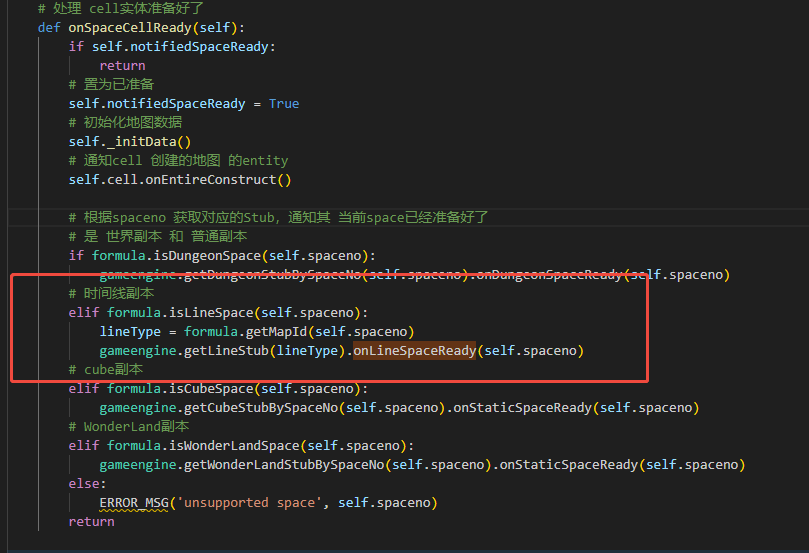 # 处理 cell实体准备好了
def onSpaceCellReady(self):
if self.notifiedSpaceReady:
return
# 置为已准备
self.notifiedSpaceReady = True
# 初始化地图数据
self._initData()
# 通知cell 创建的地图 的entity
self.cell.onEntireConstruct()
# 根据spaceno 获取对应的Stub, 通知其 当前space已经准备好了
# 是 世界副本 和 普通副本
if formula.isDungeonSpace(self.spaceno):
gameengine.getDungeonStubBySpaceNo(self.spaceno).onDungeonSpaceReady(self.spaceno)
# 时间线副本
elif formula.isLineSpace(self.spaceno):
lineType = formula.getMapId(self.spaceno)
gameengine.getLineStub(lineType).onLineSpaceReady(self.spaceno)
# cube副本
elif formula.isCubeSpace(self.spaceno):
gameengine.getCubeStubBySpaceNo(self.spaceno).onStaticSpaceReady(self.spaceno)
# WonderLand副本
elif formula.isWonderLandSpace(self.spaceno):
gameengine.getWonderLandStubBySpaceNo(self.spaceno).onStaticSpaceReady(self.spaceno)
else:
ERROR_MSG('unsupported space', self.spaceno)
return